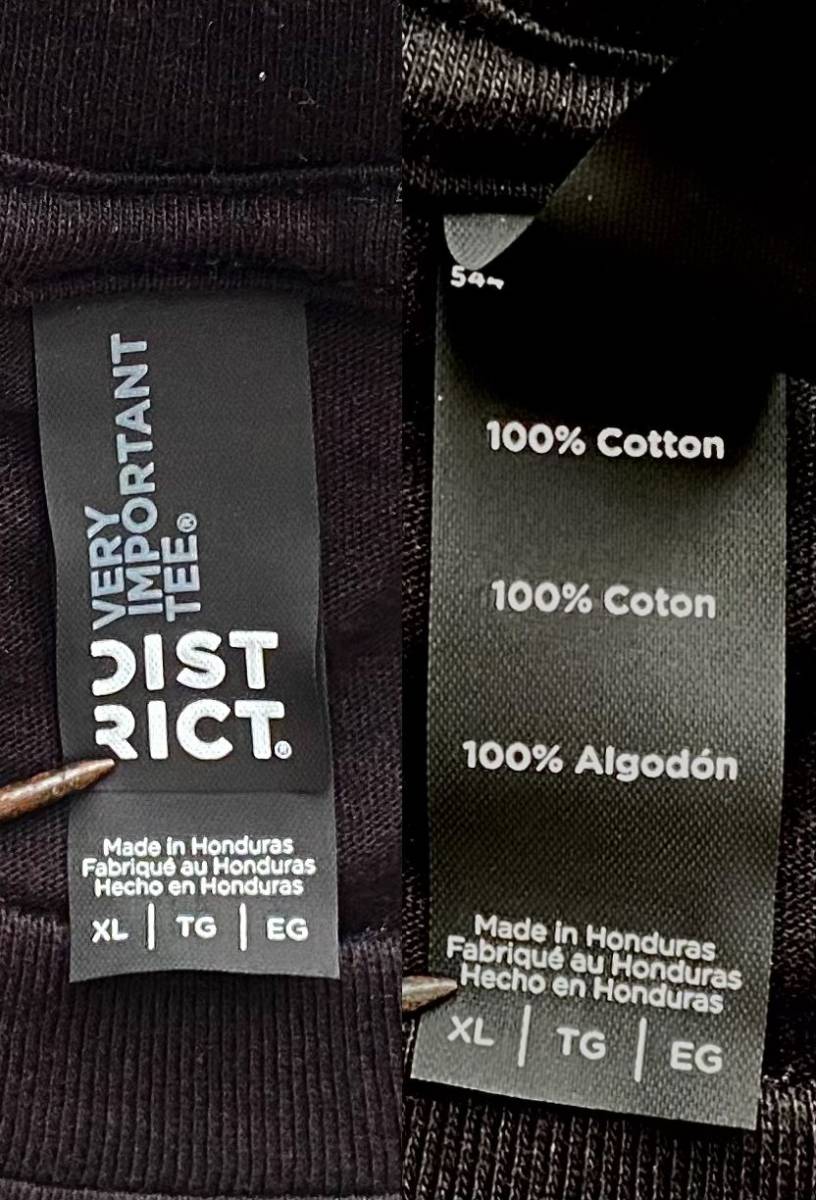 VERY
IMPORTANT
TEE®
DIST
RICT®
Made in Honduras
Fabriqué au Honduras
Hecho en Honduras
XL | TG | EG
100% Cotton
100% Coton
100% Algodón
Made in Honduras
Fabriqué au Honduras
Hecho en Honduras
XL | TG | EG